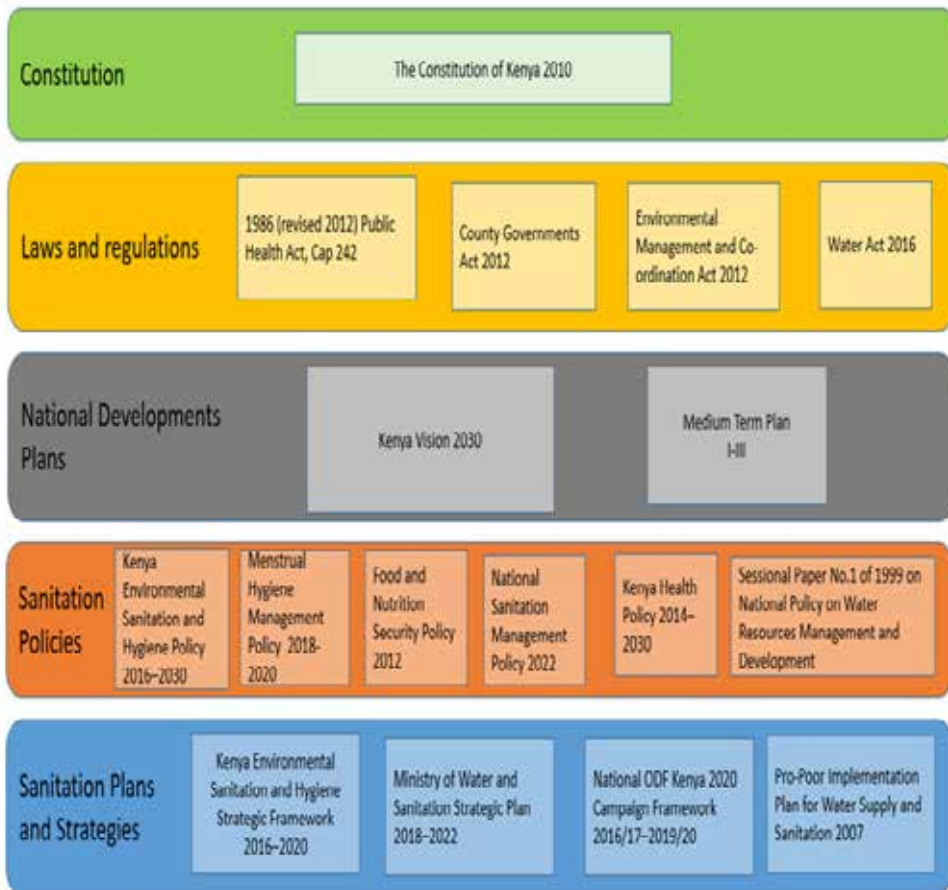 Constitution
The Constitution of Kenya 2010
Laws and regulations
1986 (revised 2012) Public
Health Act, Cap 242
County Governments
Act 2012
Environmental
Management and Co-
ordination Act 2012
Water Act 2016
National Developments
Plans
Kenya Vision 2030
Medium Term Plan
I-III
Sanitation
Policies
Kenya
Environmental
Sanitation and
Hygiene Policy
2016–2030
Menstrual
Hygiene
Management
Policy 2018-
2020
Food and
Nutrition
Security Policy
2012
National
Sanitation
Management
Policy 2022
Kenya Health
Policy 2014–
2030
Sessional Paper No.1 of 1999 on
National Policy on Water
Resources Management and
Development
Sanitation Plans
and Strategies
Kenya Environmental
Sanitation and Hygiene
Strategic Framework
2016–2020
Ministry of Water and
Sanitation Strategic Plan
2018–2022
National ODF Kenya 2020
Campaign Framework
2016/17–2019/20
Pro-Poor Implementation
Plan for Water Supply and
Sanitation 2007